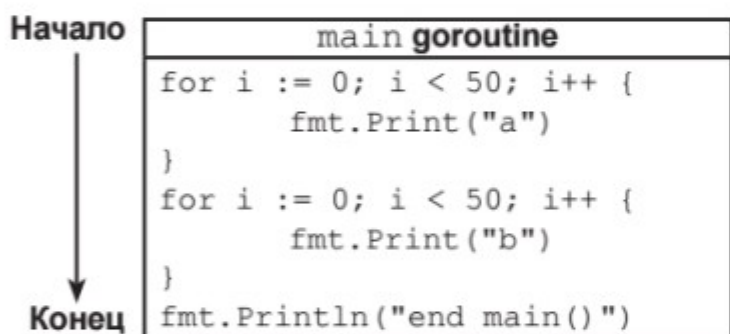 Начало
main goroutine
for i := 0; i < 50; i++ {
fmt.Print("a")
}
for i := 0; i < 50; i++ {
fmt.Print("b")
}
Конец
fmt.Println("end main()")